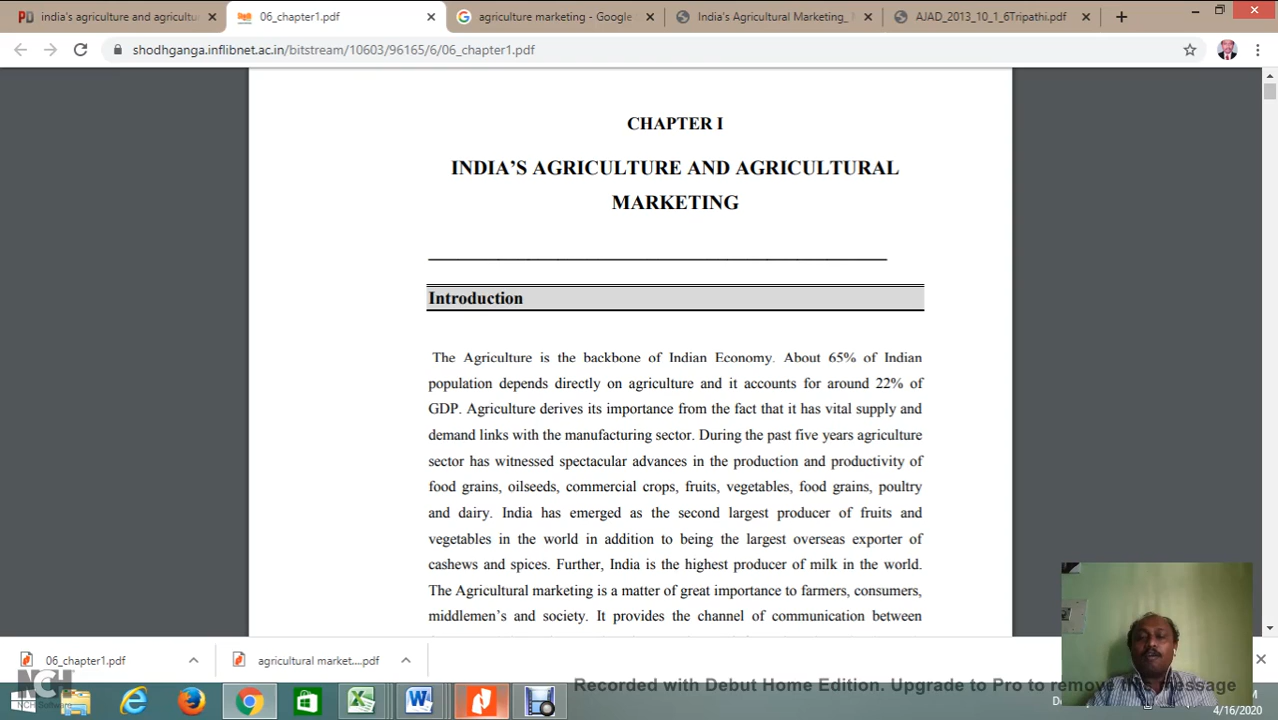 india's agriculture and agricultu
06_chapter1.pdf
agriculture marketing - Google
India's Agricultural Marketing_
AJAD_2013_10_1_6Tripathi.pdf
shodhganga.inflibnet.ac.in/bitstream/10603/96165/6/06_chapter1.pdf
CHAPTER I
INDIA'S AGRICULTURE AND AGRICULTURAL
MARKETING
Introduction
The Agriculture is the backbone of Indian Economy. About 65% of Indian
population depends directly on agriculture and it accounts for around 22% of
GDP. Agriculture derives its importance from the fact that it has vital supply and
demand links with the manufacturing sector. During the past five years agriculture
sector has witnessed spectacular advances in the production and productivity of
food grains, oilseeds, commercial crops, fruits, vegetables, food grains, poultry
and dairy. India has emerged as the second largest producer of fruits and
vegetables in the world in addition to being the largest overseas exporter of
cashews and spices. Further, India is the highest producer of milk in the world.
The Agricultural marketing is a matter of great importance to farmers, consumers,
middlemen's and society. It provides the channel of communication between
06_chapter1.pdf
agricultural market....pdf
NCH
NCH Software
Recorded with Debut Home Edition. Upgrade to Pro to remove this message
4/16/2020